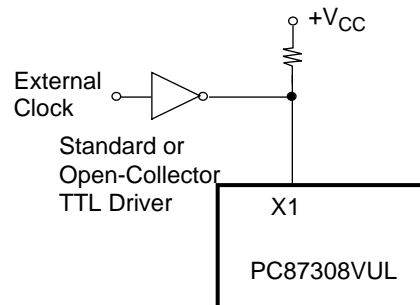 +VCC
External
Clock
Standard or
Open-Collector
TTL Driver
X1
PC87308VUL